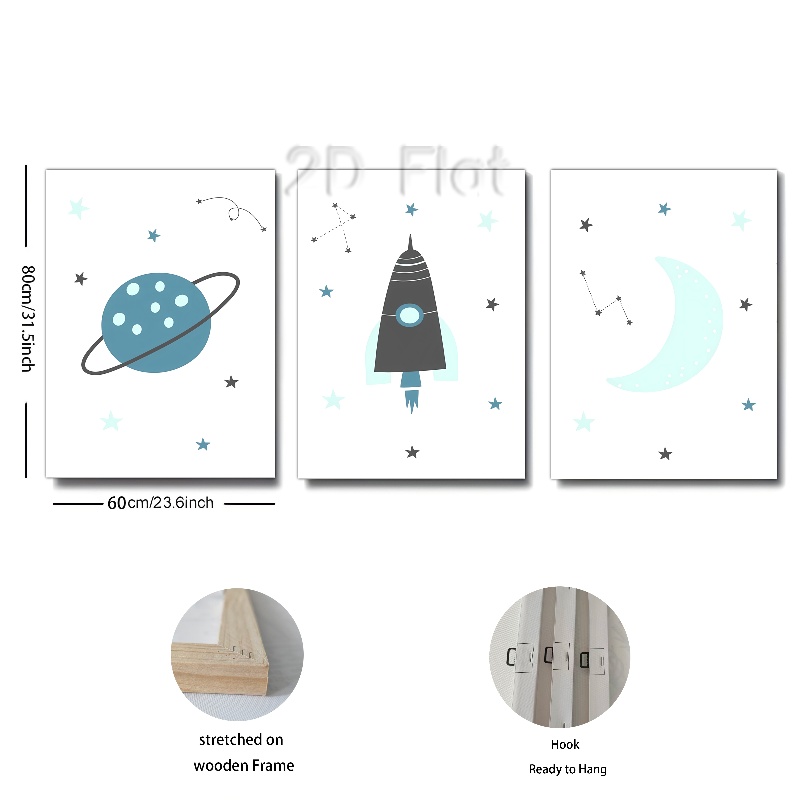 2D Flat
80cm/31.5inch
60cm/23.6inch
stretched on
wooden Frame
Hook
Ready to Hang